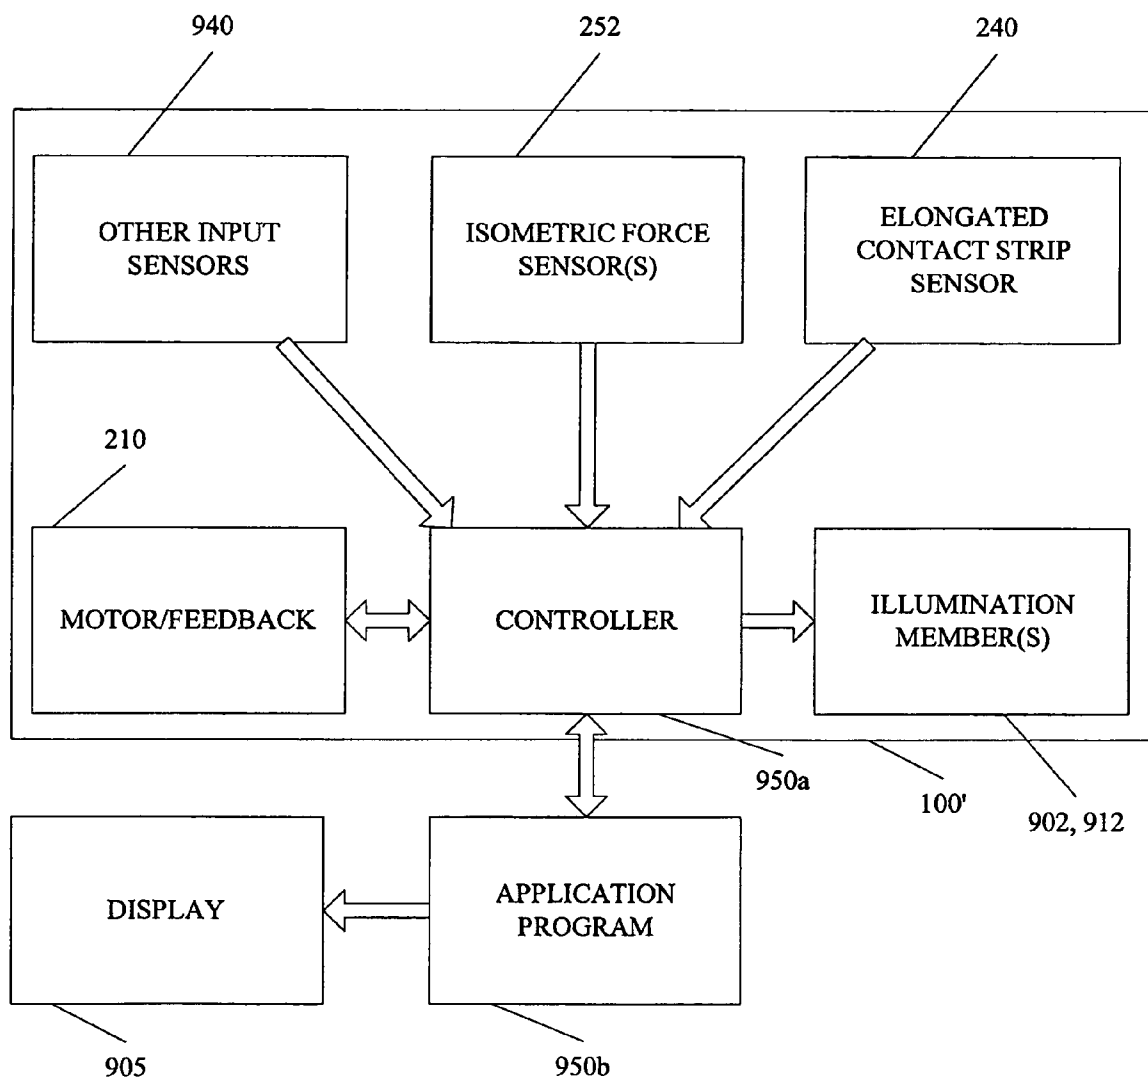 940
252
240
OTHER INPUT
SENSORS
ISOMETRIC FORCE
SENSOR(S)
ELONGATED
CONTACT STRIP
SENSOR
210
MOTOR/FEEDBACK
CONTROLLER
ILLUMINATION
MEMBER(S)
950a
100'
902, 912
DISPLAY
APPLICATION
PROGRAM
905
950b